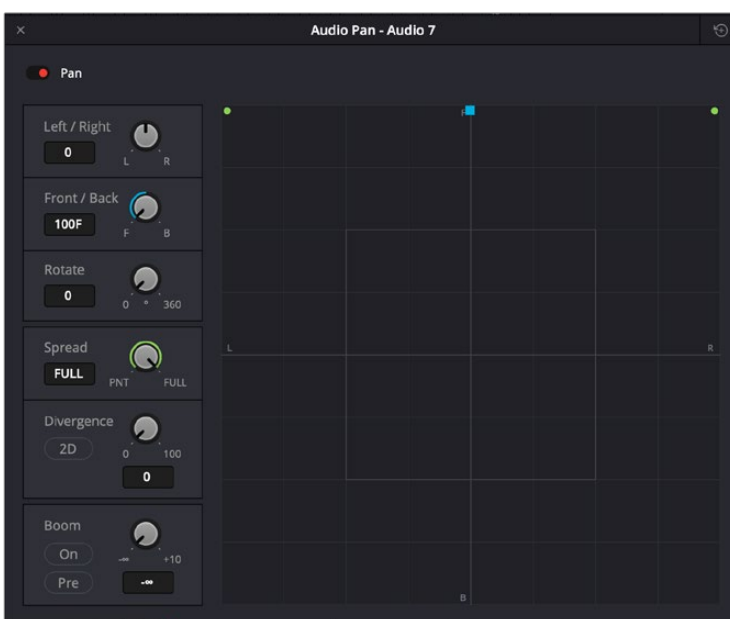 Audio Pan - Audio 7
Pan
Left / Right
0
L R
Front / Back
100F
F B
Rotate
0
0 ° 360
Spread
FULL
PNT FULL
Divergence
2D
0 100
0
Boom
On
-∞ +10
Pre
-∞
F
L R
B